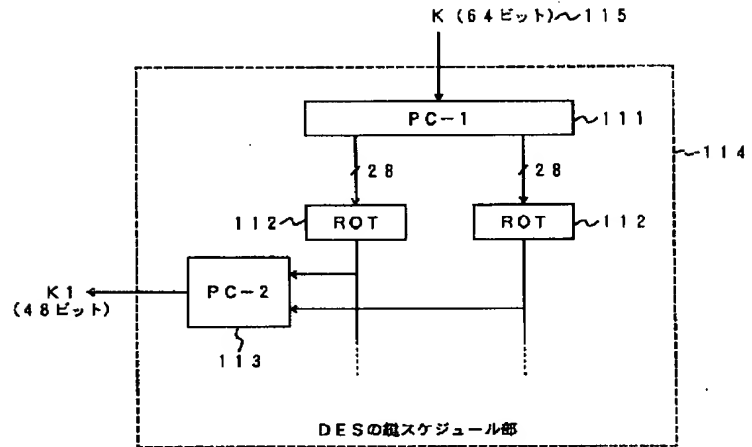 K (64ビット)~115
PC-1
111
114
28
28
112
ROT
ROT
112
K1
(48ビット)
PC-2
113
DESの鍵スケジュール部